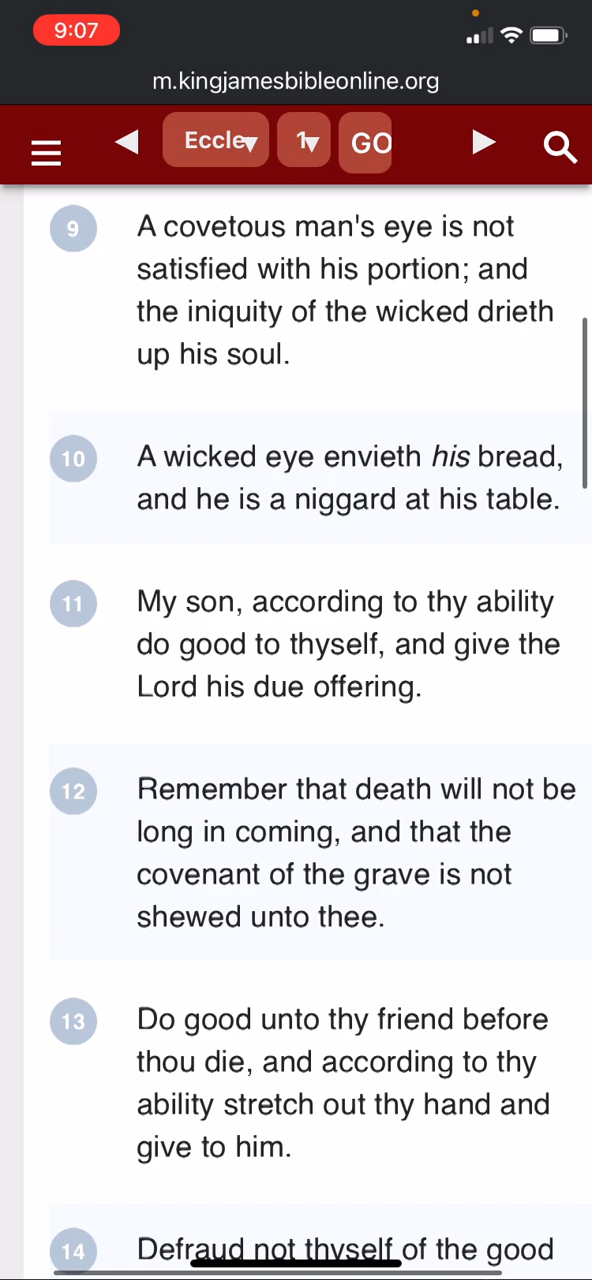 9:07
m.kingjamesbibleonline.org
Eccle 1 GO
9 A covetous man's eye is not
satisfied with his portion; and
the iniquity of the wicked drieth
up his soul.
10 A wicked eye envieth his bread,
and he is a niggard at his table.
11 My son, according to thy ability
do good to thyself, and give the
Lord his due offering.
12 Remember that death will not be
long in coming, and that the
covenant of the grave is not
shewed unto thee.
13 Do good unto thy friend before
thou die, and according to thy
ability stretch out thy hand and
give to him.
14 Defraud not thyself of the good